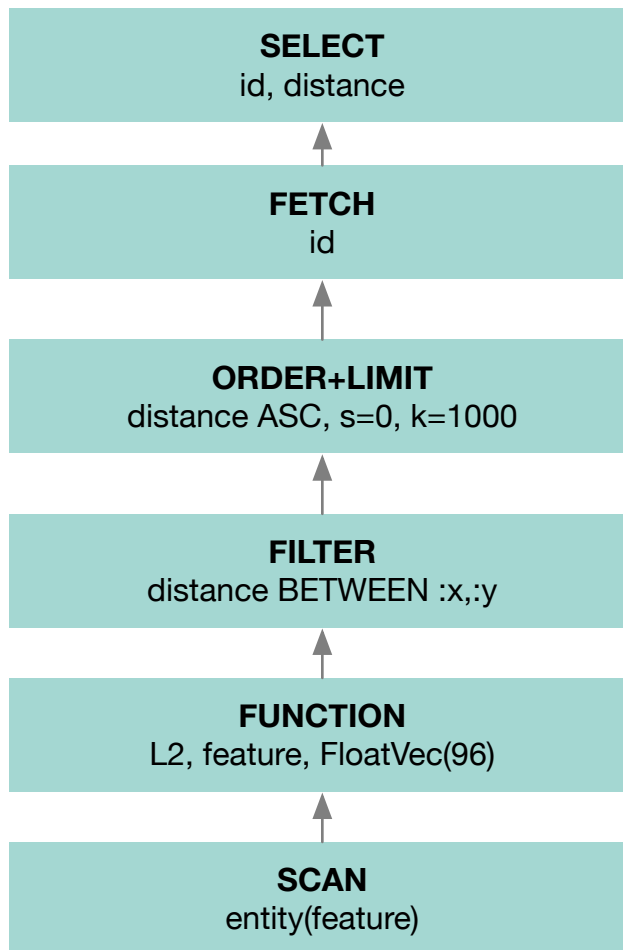 SELECT
id, distance
FETCH
id
ORDER+LIMIT
distance ASC, s=0, k=1000
FILTER
distance BETWEEN :x,:y
FUNCTION
L2, feature, FloatVec(96)
SCAN
entity(feature)